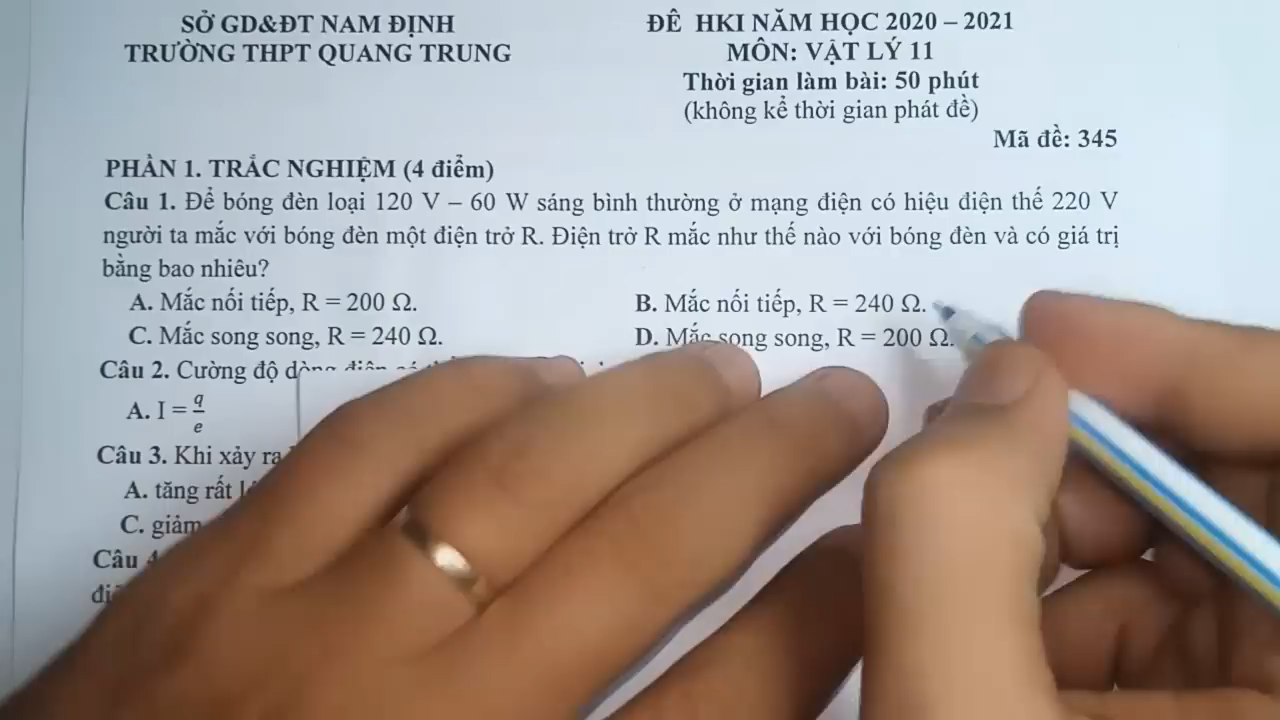 SỞ GD&ĐT NAM ĐỊNH
TRƯỜNG THPT QUANG TRUNG
ĐÊ HKI NĂM HỌC 2020 – 2021
MÔN: VẬT LÝ 11
Thời gian làm bài: 50 phút
(không kể thời gian phát đề)
Mã đề: 345
PHẦN 1. TRẮC NGHIỆM (4 điểm)
Câu 1. Để bóng đèn loại 120 V – 60 W sáng bình thường ở mạng điện có hiệu điện thế 220 V
người ta mắc với bóng đèn một điện trở R. Điện trở R mắc như thế nào với bóng đèn và có giá trị
bằng bao nhiêu?
A. Mắc nối tiếp, R = 200 Ω. B. Mắc nối tiếp, R = 240 Ω.
C. Mắc song song, R = 240 Ω. D. Mắc song song, R = 200 Ω.
Câu 2. Cường độ dòng điện
A. I = q/e
Câu 3. Khi xảy ra
A. tăng rất
C. giảm
Câu 4